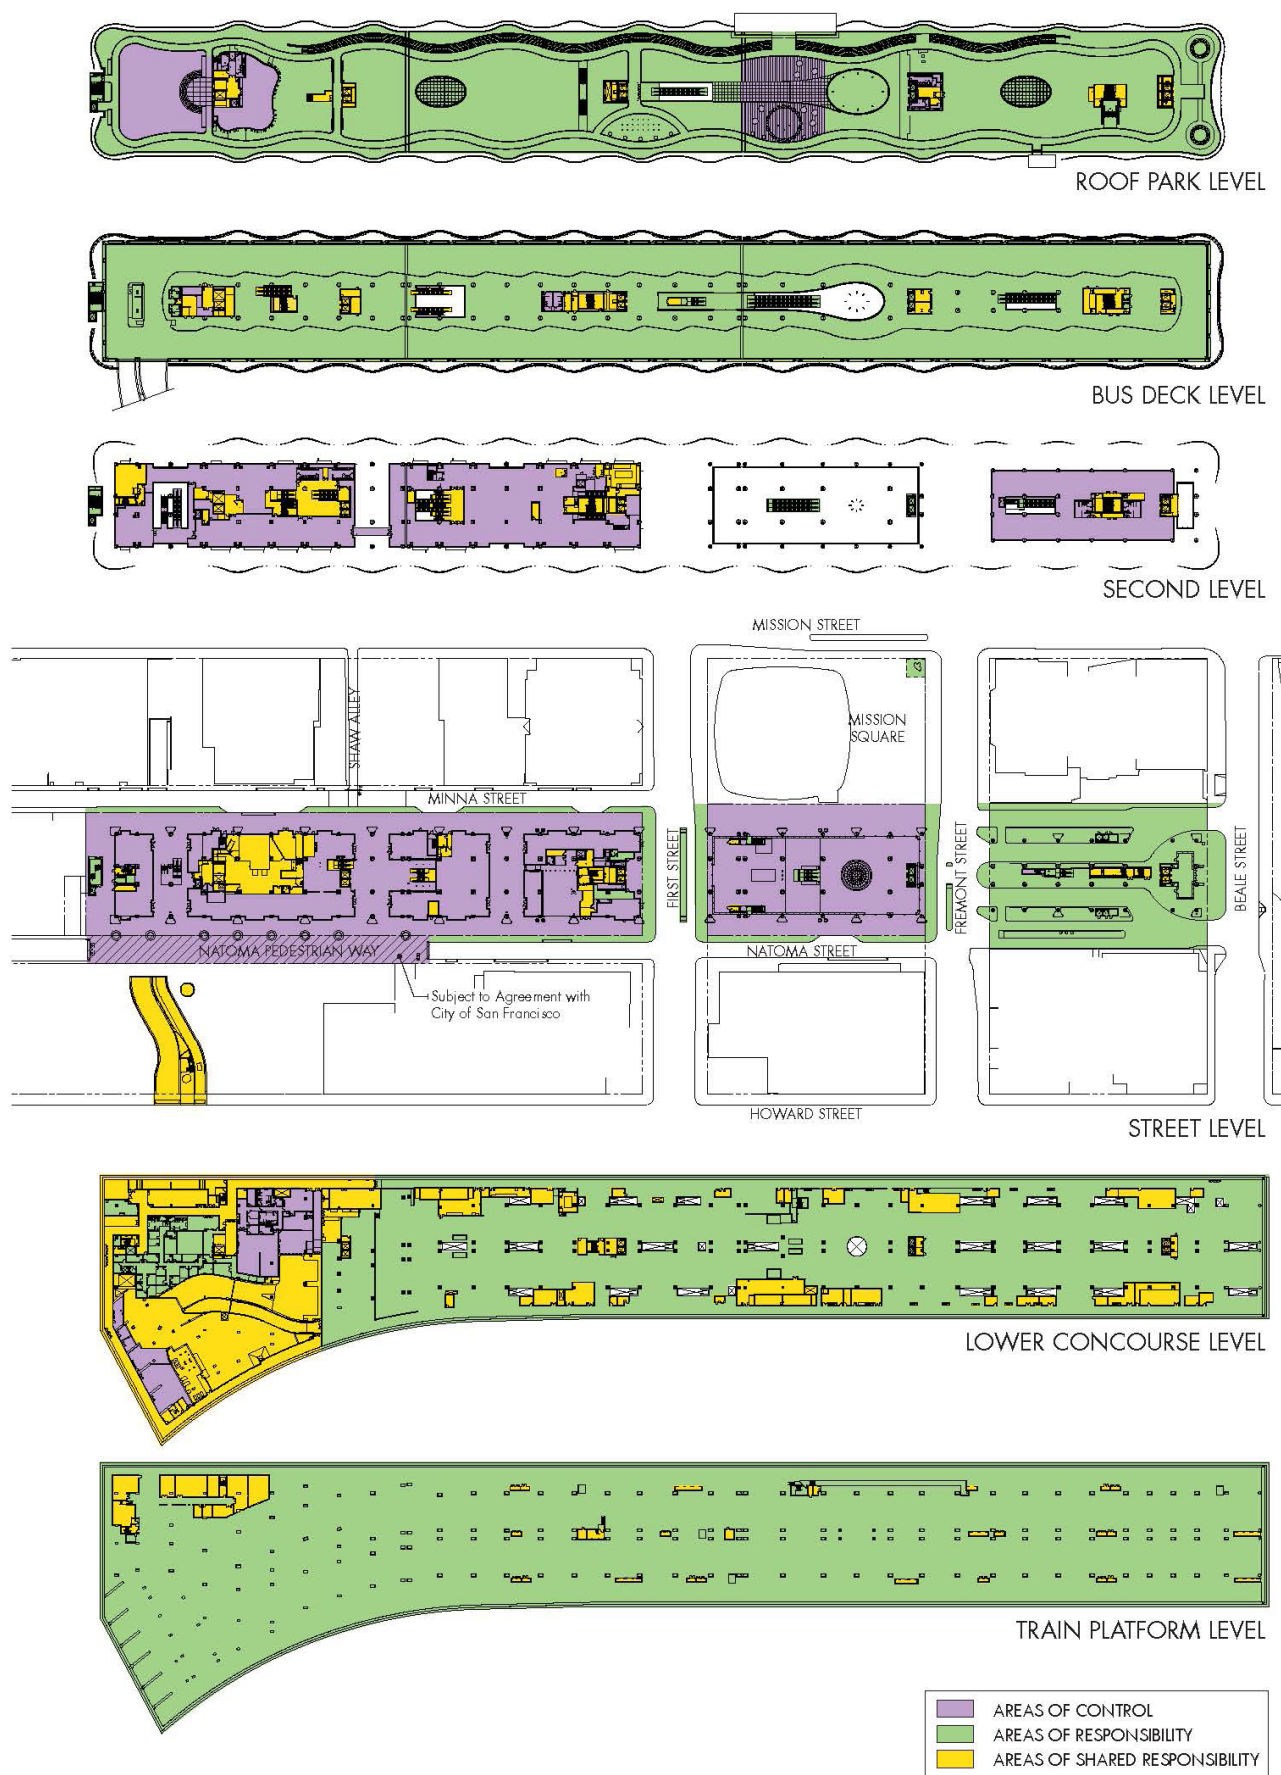 ROOF PARK LEVEL
BUS DECK LEVEL
SECOND LEVEL
MISSION STREET
SHAW ALLEY
MISSION
SQUARE
MINNA STREET
FIRST STREET
FREMONT STREET
BEALE STREET
NATOMA PEDESTRIAN WAY
NATOMA STREET
Subject to Agreement with
City of San Francisco
HOWARD STREET
STREET LEVEL
LOWER CONCOURSE LEVEL
TRAIN PLATFORM LEVEL
AREAS OF CONTROL
AREAS OF RESPONSIBILITY
AREAS OF SHARED RESPONSIBILITY